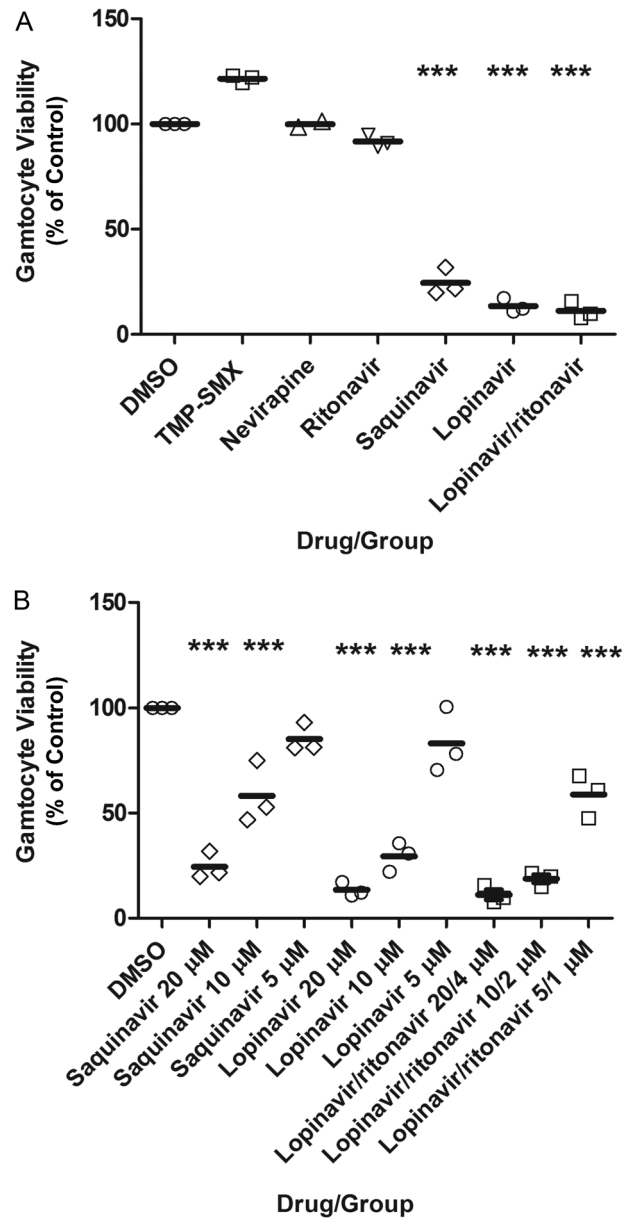 A
Gamtocyte Viability
(% of Control)
150
100
50
0
*** *** ***
DMSO
TMP-SMX
Nevirapine
Ritonavir
Saquinavir
Lopinavir
Lopinavir/ritonavir
Drug/Group
B
Gamtocyte Viability
(% of Control)
150
100
50
0
*** *** *** *** *** *** ***
DMSO
Saquinavir 20 μM
Saquinavir 10 μM
Saquinavir 5 μM
Lopinavir 20 μM
Lopinavir 10 μM
Lopinavir 5 μM
Lopinavir/ritonavir 20/4 μM
Lopinavir/ritonavir 10/2 μM
Lopinavir/ritonavir 5/1 μM
Drug/Group